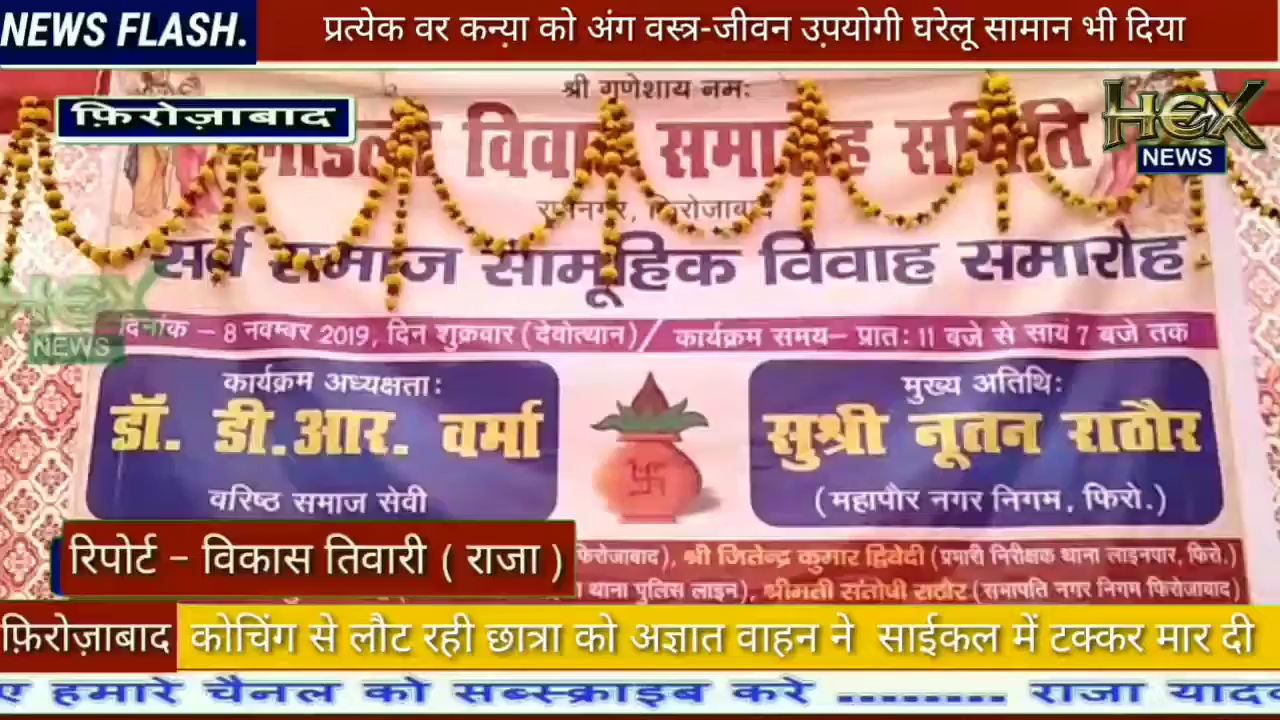 NEWS FLASH.
प्रत्येक वर कन्या को अंग वस्त्र-जीवन उपयोगी घरेलू सामान भी दिया
श्री गणेशाय नमः
फ़िरोज़ाबाद
HEX
NEWS
विवाह समारोह समिति
सर्व समाज सामूहिक विवाह समारोह
HEX
NEWS
दिनांक - 8 नवम्बर 2019, दिन शुक्रवार (देवोत्थान) / कार्यक्रम समय- प्रातः 11 बजे से सायं 7 बजे तक
कार्यक्रम अध्यक्षताः
डॉ. डी.आर. वर्मा
वरिष्ठ समाज सेवी
मुख्य अतिथिः
सुश्री नूतन राठौर
(महापौर नगर निगम, फिरो.)
रिपोर्ट - विकास तिवारी ( राजा )
फिरोजाबाद), श्री जितेन्द्र कुमार द्विवेदी (प्रभारी निरीक्षक थाना लाइनपार, फिरो.)
थाना पुलिस लाइन), श्रीमती संतोषी राठौर (सभापति नगर निगम फिरोजाबाद)
फ़िरोज़ाबाद कोचिंग से लौट रही छात्रा को अज्ञात वाहन ने साईकल में टक्कर मार दी
ए हमारे चैनल को सब्स्क्राइब करे ......... राजा यादव